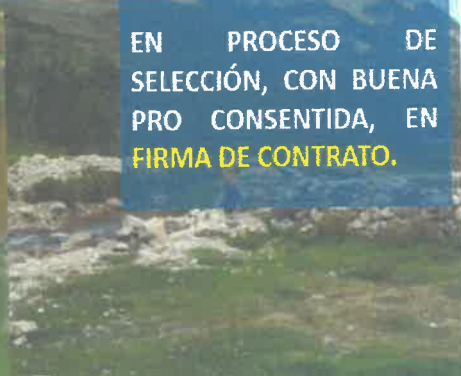 EN PROCESO DE
SELECCIÓN, CON BUENA
PRO CONSENTIDA, EN
FIRMA DE CONTRATO.